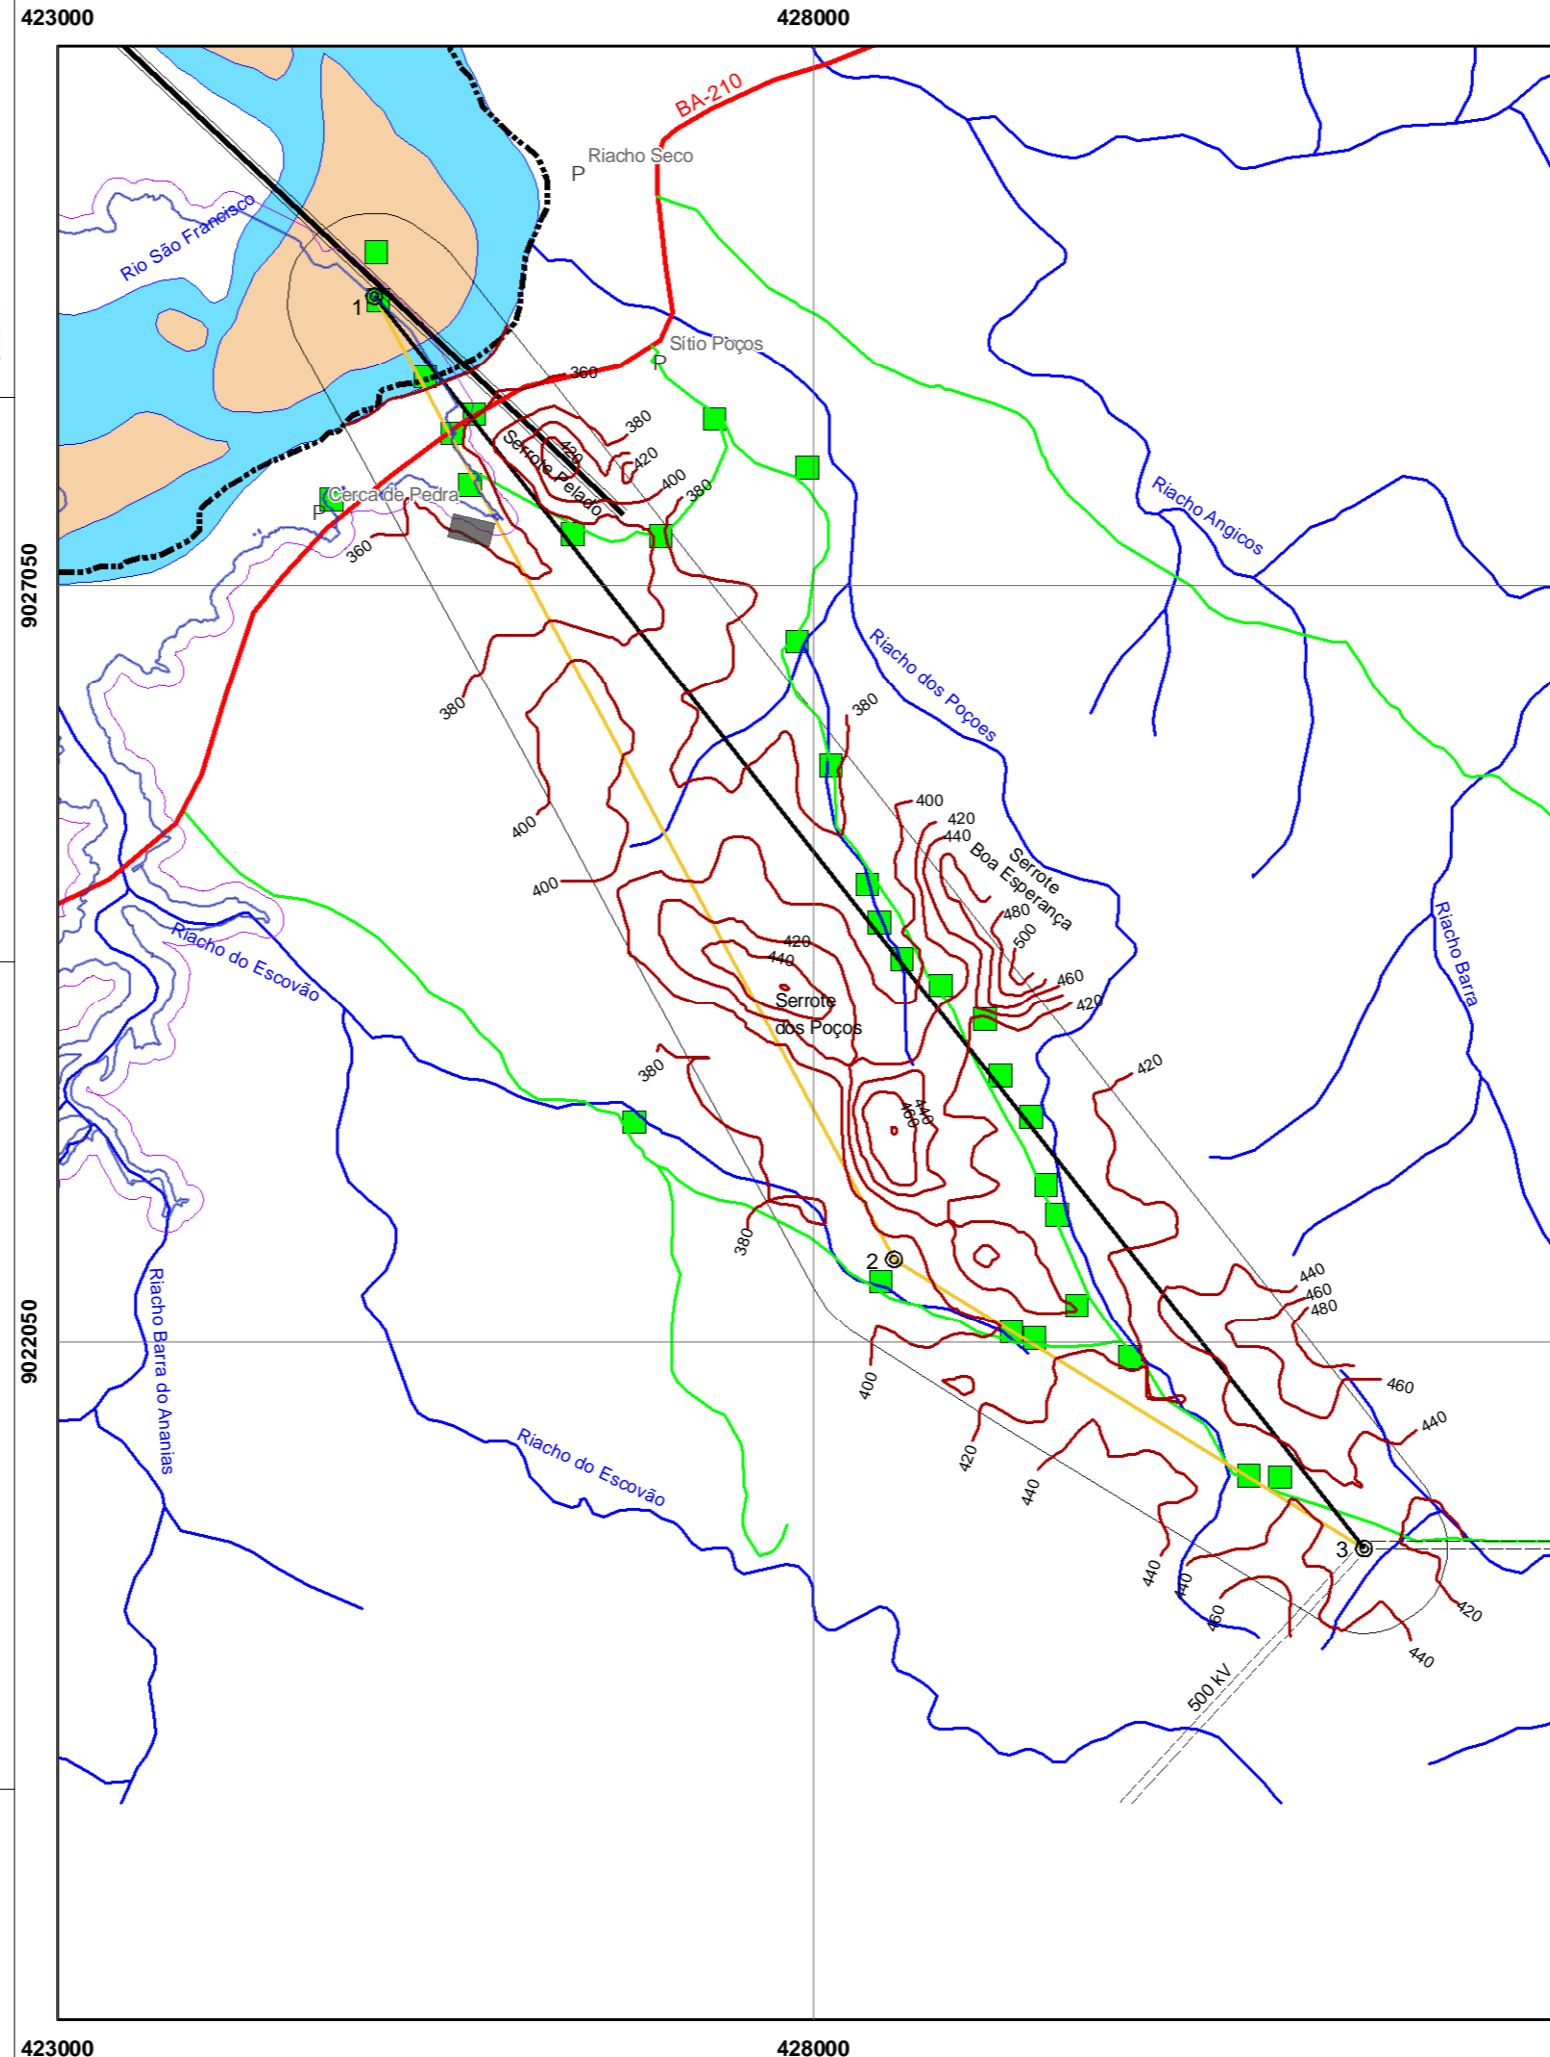 423000
428000
BA-210
Riacho Seco
P
Rio São Francisco
1
Sítio Poços
P
360
380
420
420
Serrote Pelado
400
380
Cerca de Pedra
P
360
Riacho Angicos
9027050
Riacho dos Poçoes
380
380
400
420
440
Serrote
Boa Esperança
400
400
480
500
460
420
420
440
Serrote
dos Poços
Riacho do Escovão
Riacho Barra
380
420
460
440
380
2
440
460
480
Riacho Barra do Ananias
9022050
400
460
440
420
440
Riacho do Escovão
3
440
440
460
420
440
500 kV
423000
428000